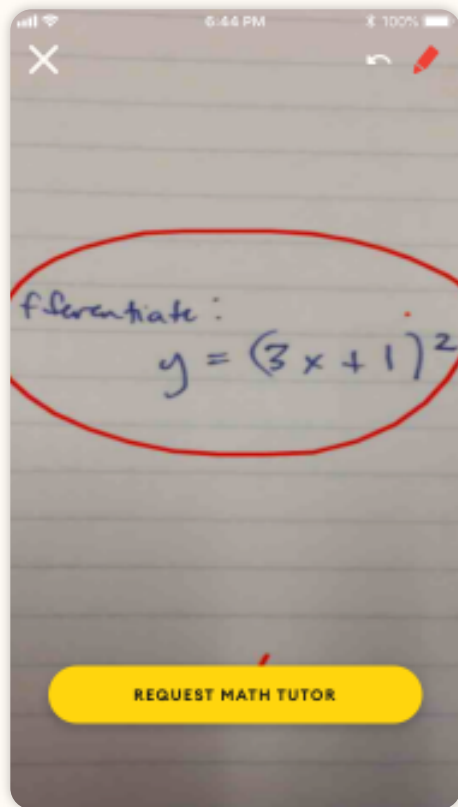 6:44 PM
100%
fferentiate:
y = (3x + 1)²
REQUEST MATH TUTOR